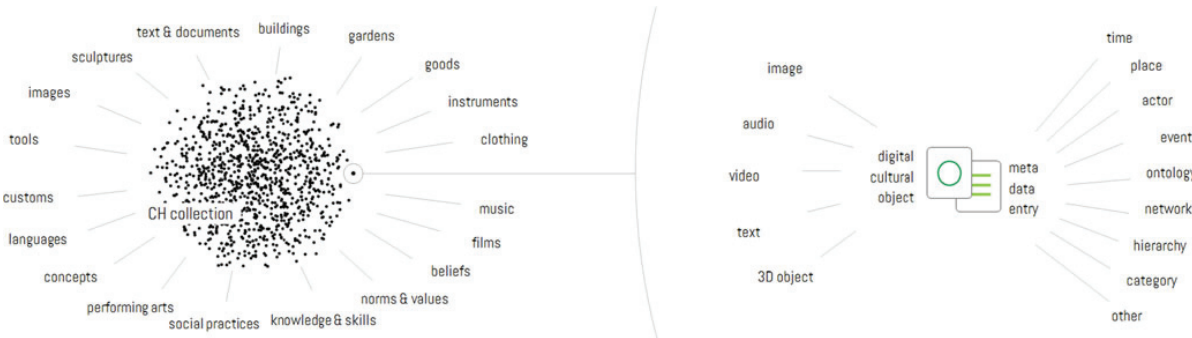 text & documents
buildings
gardens
sculptures
goods
images
instruments
tools
clothing
customs
CH collection
music
languages
films
concepts
beliefs
performing arts
norms & values
social practices
knowledge & skills
image
audio
video
text
3D object
digital
cultural
object
meta
data
entry
time
place
actor
event
ontology
network
hierarchy
category
other